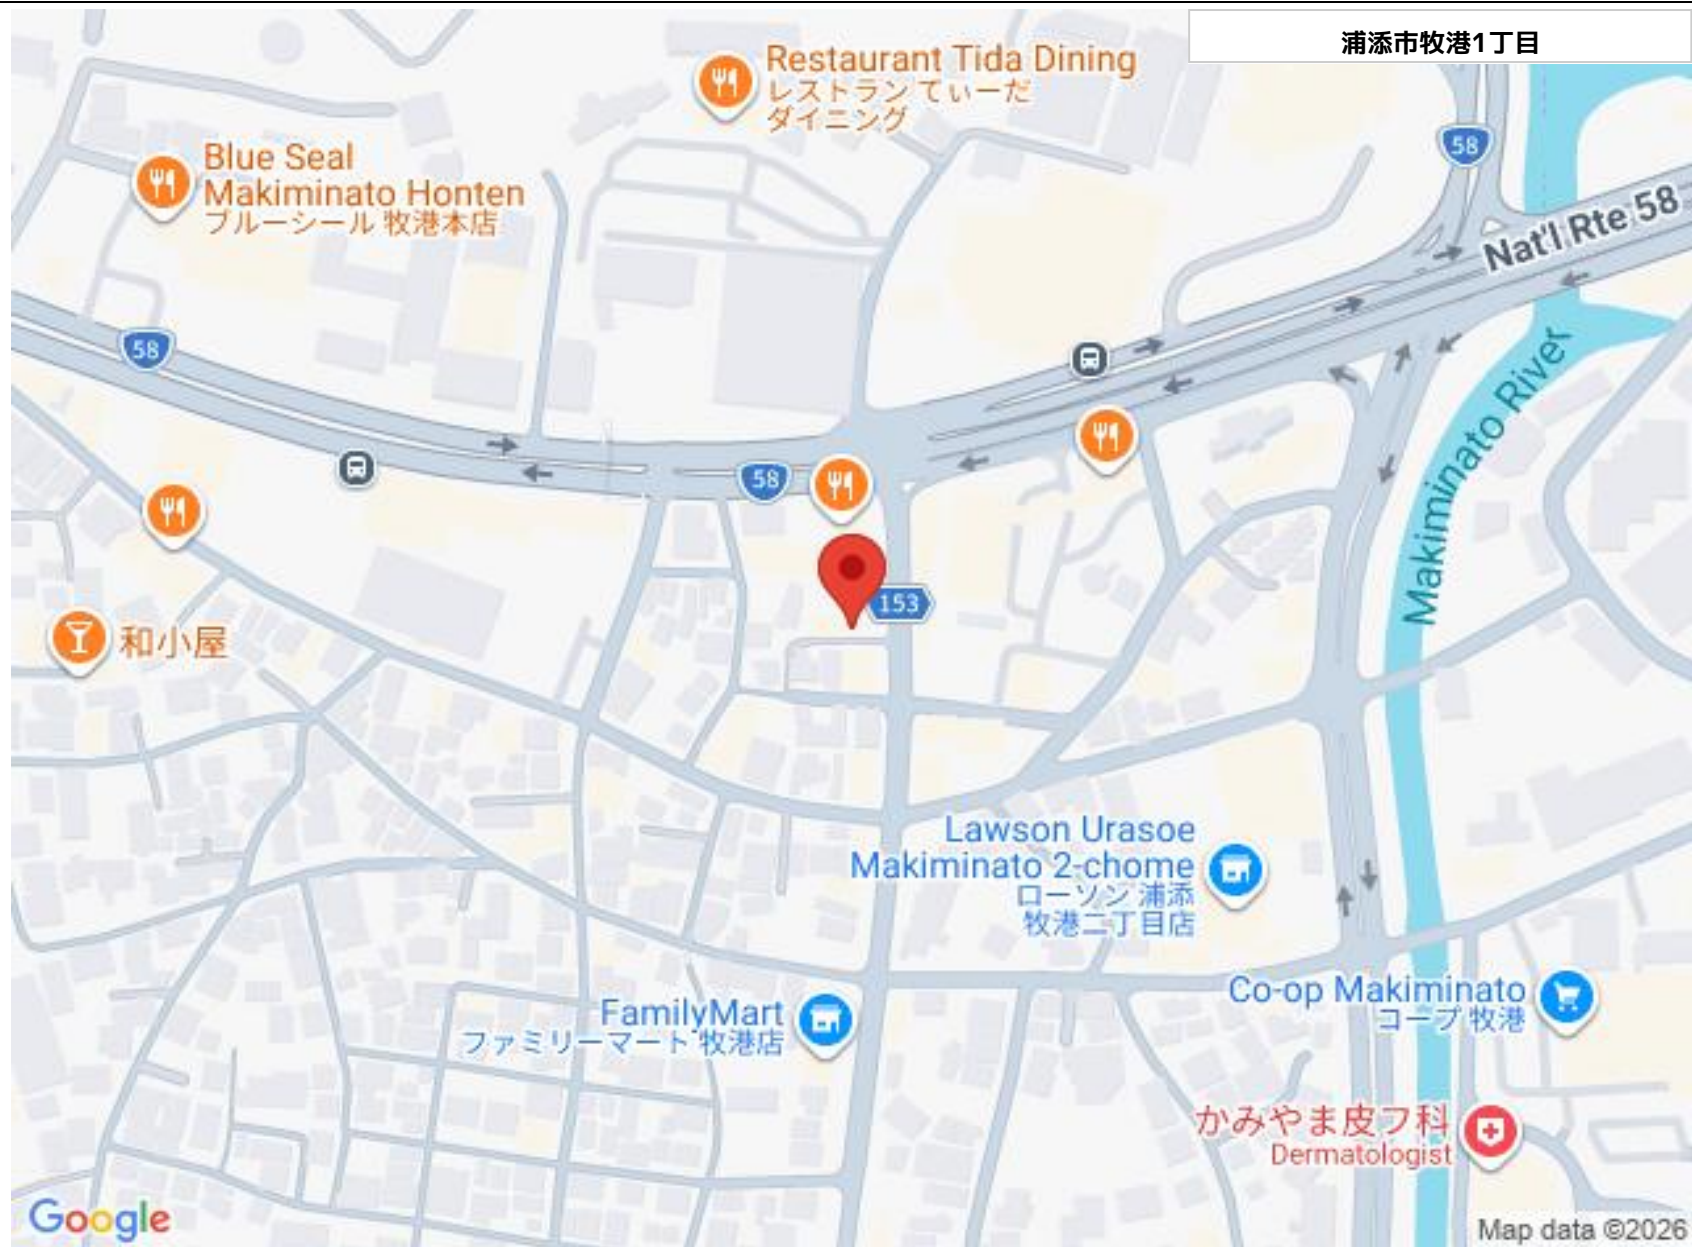 浦添市牧港1丁目
Restaurant Tida Dining
レストラン てぃーだ
ダイニング
58
Blue Seal
Makiminato Honten
ブルーシール 牧港本店
Nat'l Rte 58
58
Makiminato River
58
153
和小屋
Lawson Urasoe
Makiminato 2-chome
ローソン 浦添
牧港二丁目店
Co-op Makiminato
コープ 牧港
FamilyMart
ファミリーマート 牧港店
かみやま皮フ科
Dermatologist
Google
Map data ©2026